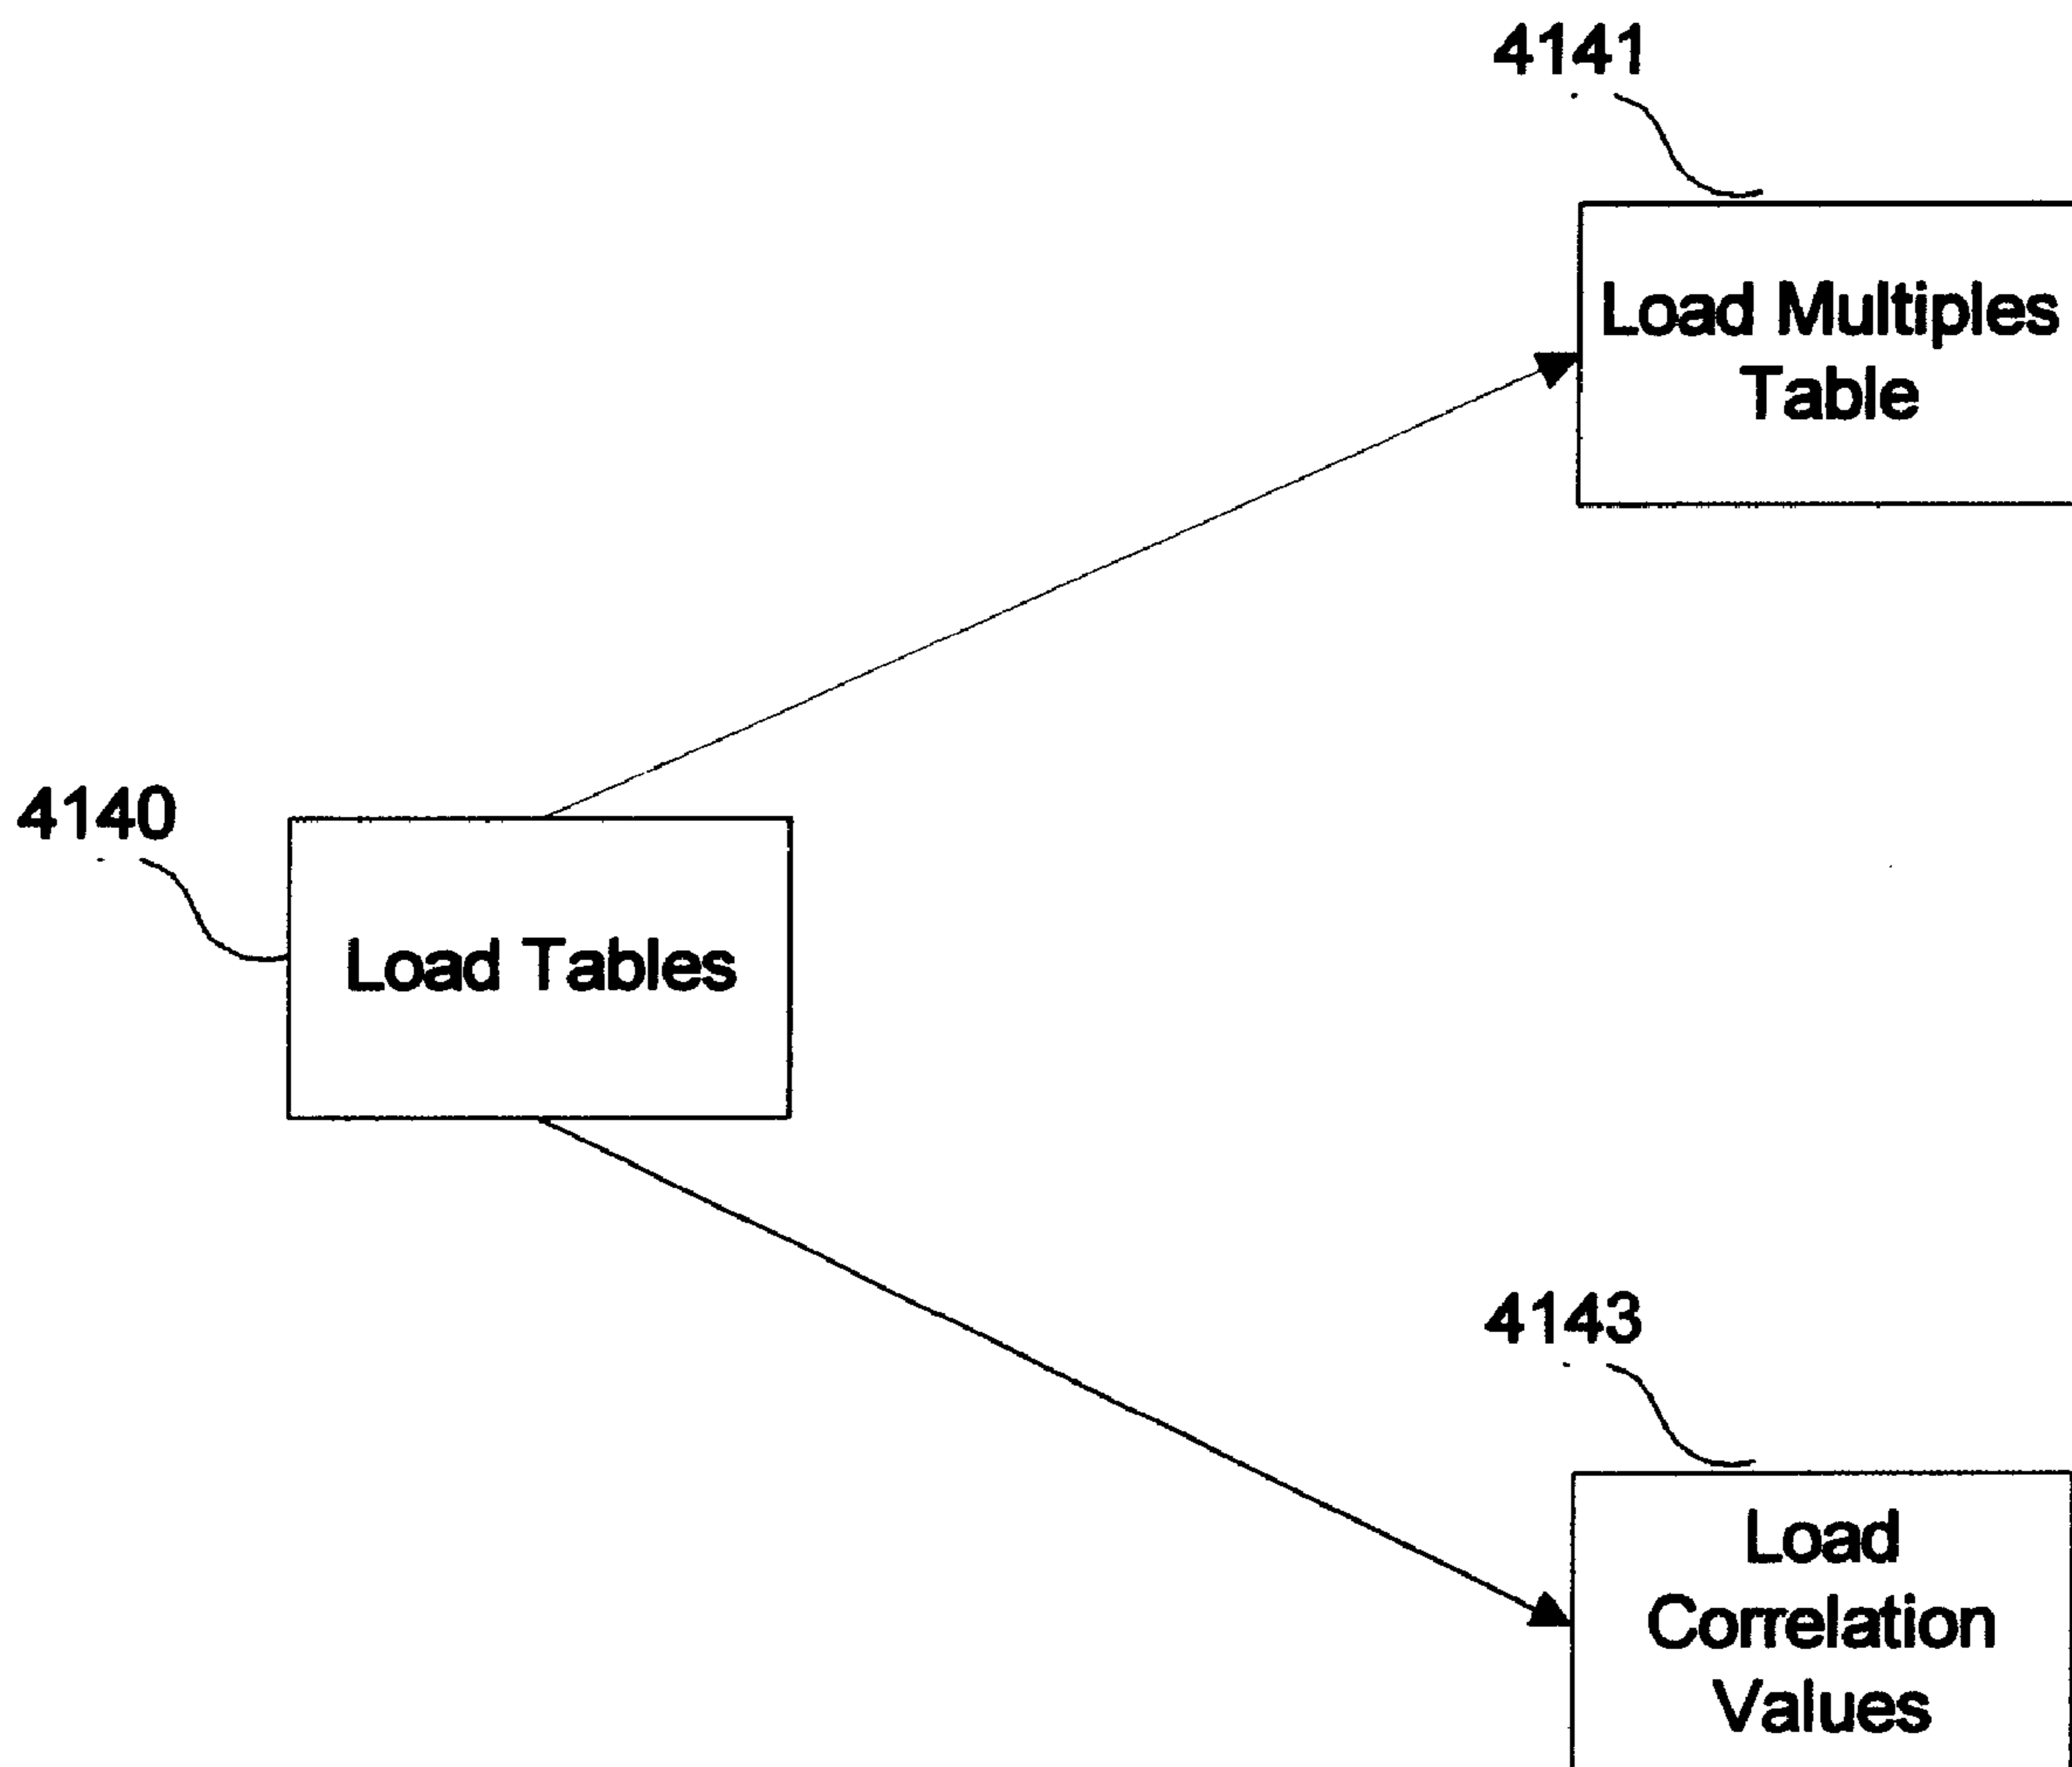 4141
Load Multiples
Table
4140
Load Tables
4143
Load
Correlation
Values